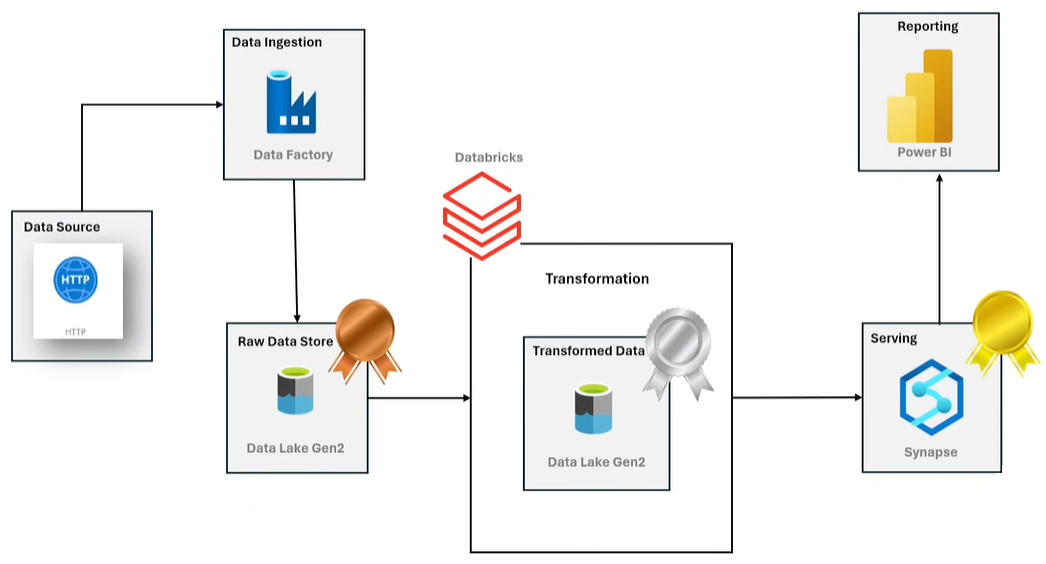 Data Source
HTTP
HTTP
Data Ingestion
Data Factory
Raw Data Store
Data Lake Gen2
Databricks
Transformation
Transformed Data
Data Lake Gen2
Serving
Synapse
Reporting
Power BI